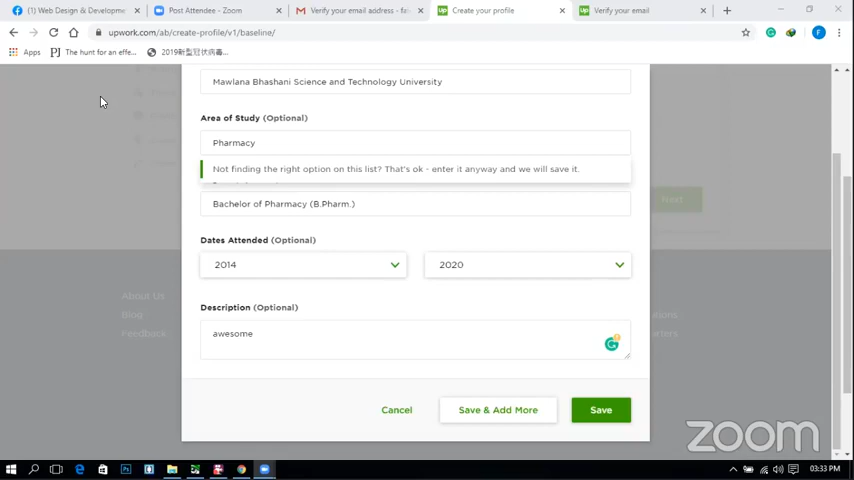 (1) Web Design & Developme
Post Attendee - Zoom
Verify your email address - fa
Create your profile
Verify your email
upwork.com/ab/create-profile/v1/baseline/
F
Apps
The hunt for an effe...
2019新型冠状病毒...
Mawlana Bhashani Science and Technology University
Area of Study (Optional)
Pharmacy
Not finding the right option on this list? That's ok - enter it anyway and we will save it.
Next
Bachelor of Pharmacy (B.Pharm.)
Dates Attended (Optional)
2014
2020
About Us
Description (Optional)
Blog
awesome
Feedback
Cancel
Save & Add More
Save
zoom
03:33 PM